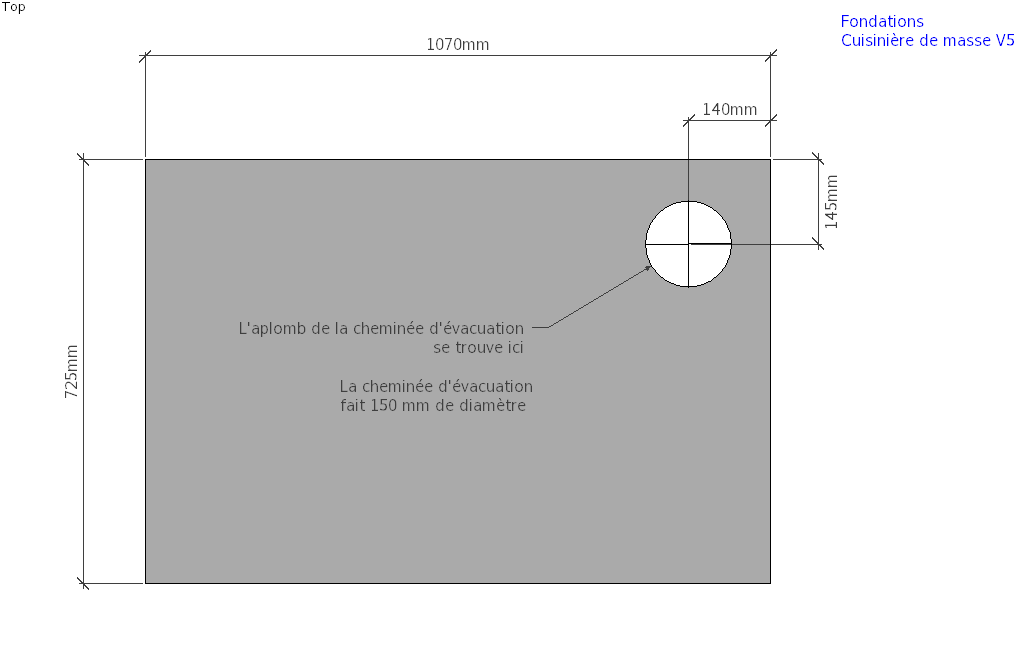 Top
Fondations
Cuisinière de masse V5
1070mm
140mm
145mm
725mm
L'aplomb de la cheminée d'évacuation
se trouve ici
La cheminée d'évacuation
fait 150 mm de diamètre